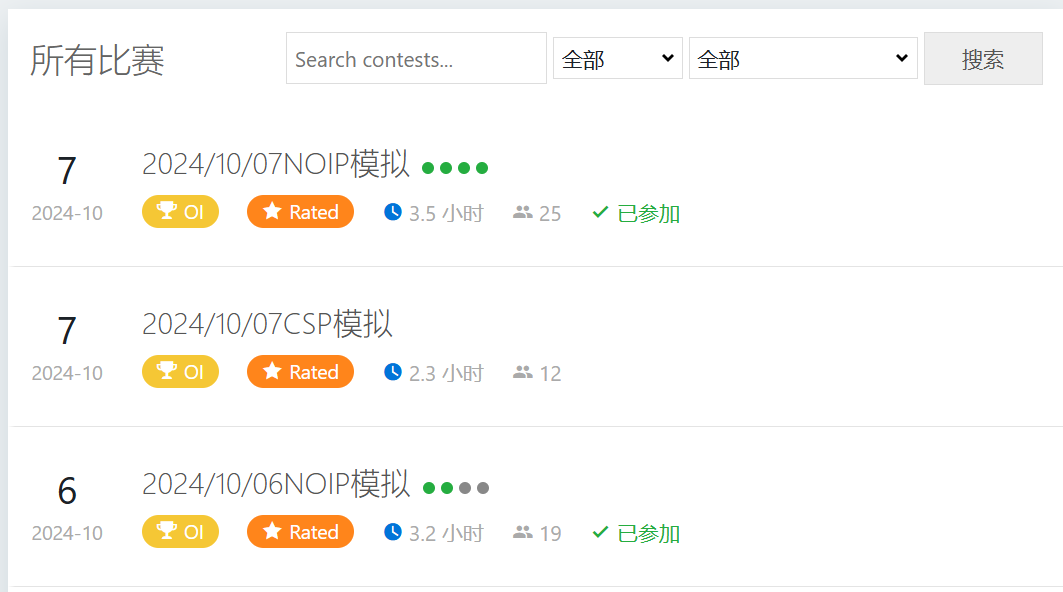 所有比赛 Search contests... 全部 全部 搜索
7 2024/10/07NOIP模拟
2024-10 OI Rated 3.5 小时 25 已参加
7 2024/10/07CSP模拟
2024-10 OI Rated 2.3 小时 12
6 2024/10/06NOIP模拟
2024-10 OI Rated 3.2 小时 19 已参加